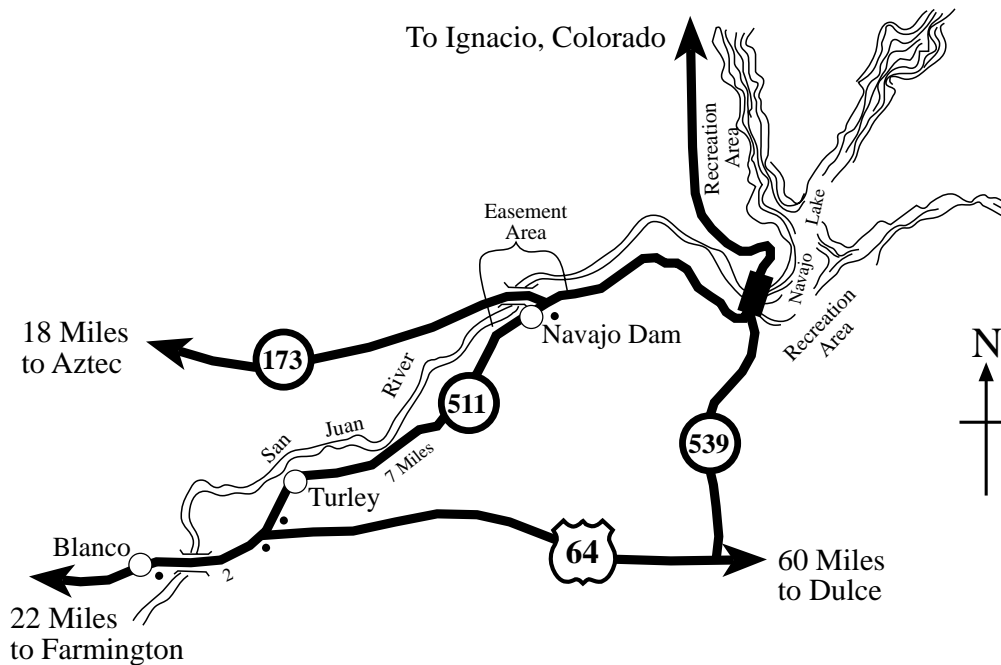 To Ignacio, Colorado
Recreation
Area
Easement
Area
Lake
Navajo
Recreation
Area
18 Miles
to Aztec
173
Navajo Dam
N
River
511
Juan
San
7 Miles
539
Turley
Blanco
2
64
60 Miles
to Dulce
22 Miles
to Farmington